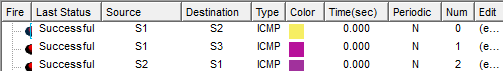 Fire Last Status Source Destination Type Color Time(sec) Periodic Num Edit
Successful S1 S2 ICMP 0.000 N 0 (e...
Successful S1 S3 ICMP 0.000 N 1 (e...
Successful S2 S1 ICMP 0.000 N 2 (e...